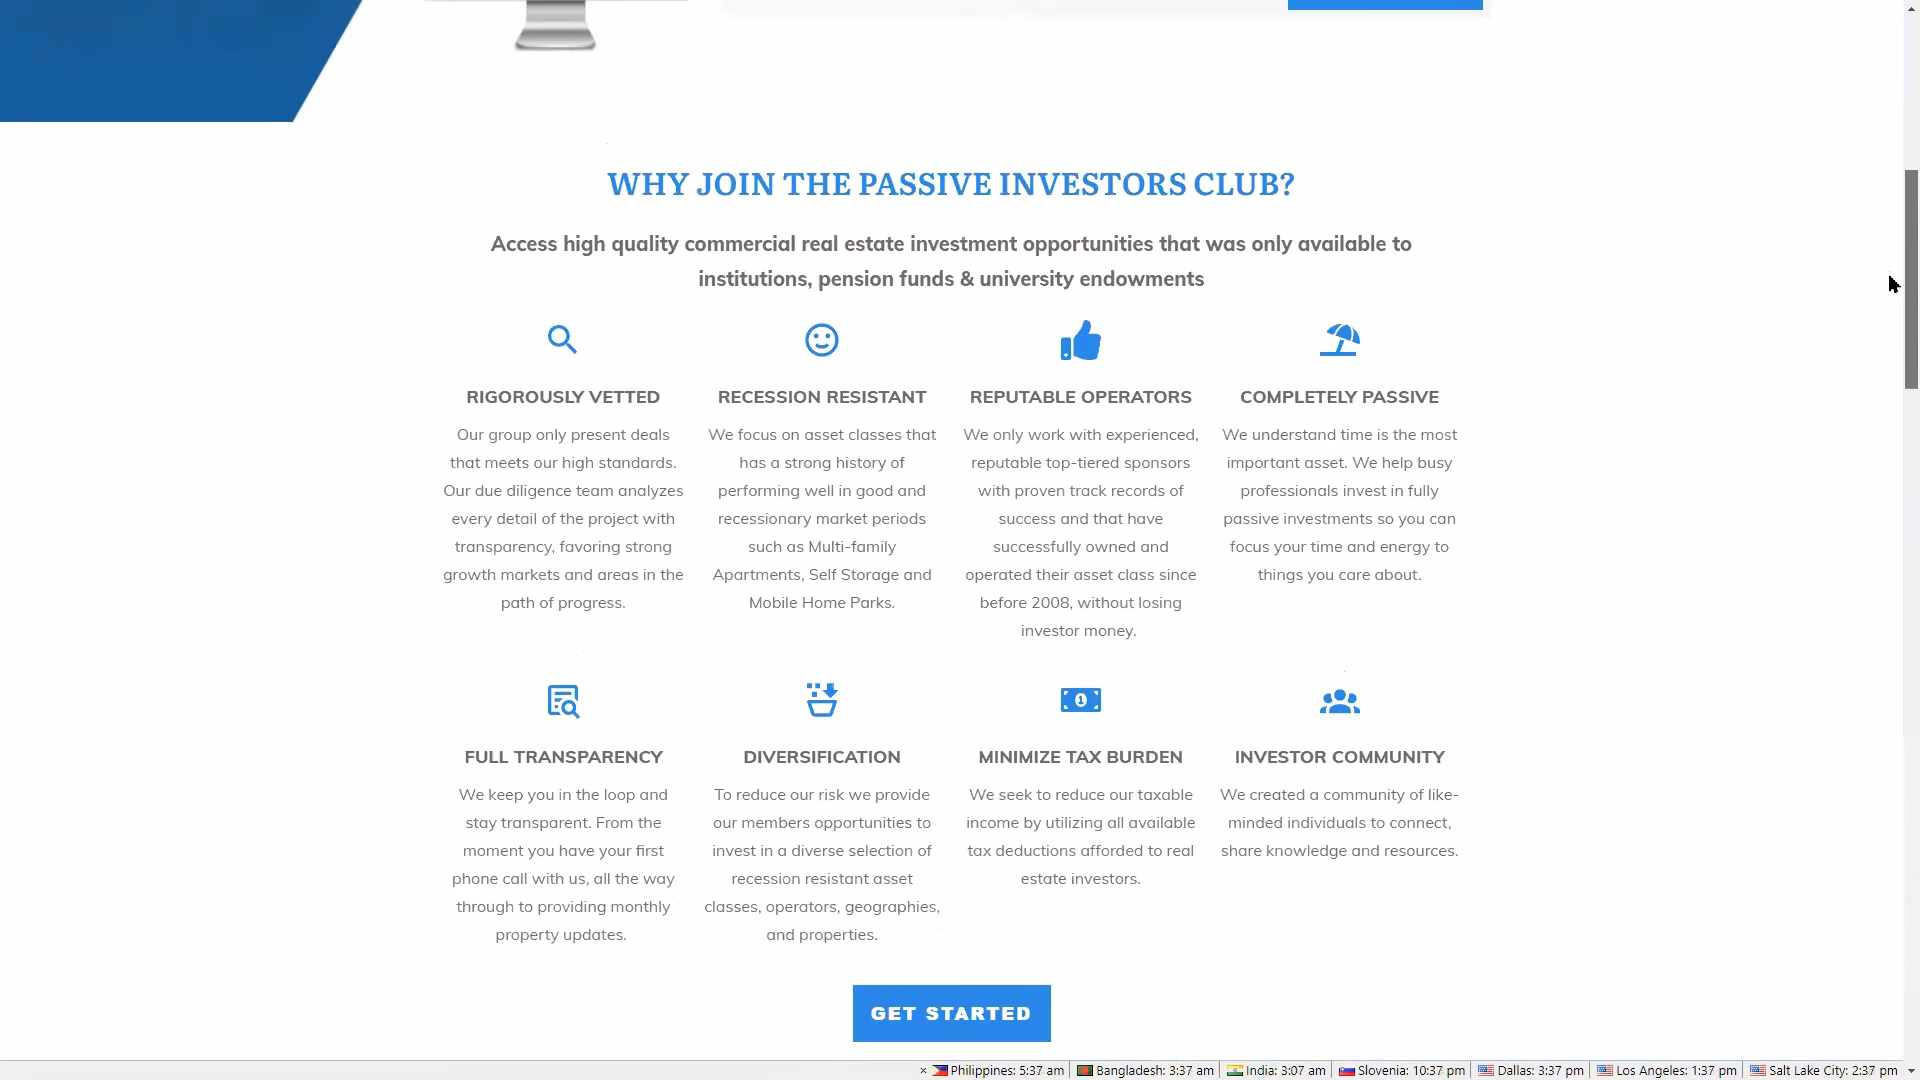 WHY JOIN THE PASSIVE INVESTORS CLUB?
Access high quality commercial real estate investment opportunities that was only available to
institutions, pension funds & university endowments
RIGOROUSLY VETTED
Our group only present deals
that meets our high standards.
Our due diligence team analyzes
every detail of the project with
transparency, favoring strong
growth markets and areas in the
path of progress.
RECESSION RESISTANT
We focus on asset classes that
has a strong history of
performing well in good and
recessionary market periods
such as Multi-family
Apartments, Self Storage and
Mobile Home Parks.
REPUTABLE OPERATORS
We only work with experienced,
reputable top-tiered sponsors
with proven track records of
success and that have
successfully owned and
operated their asset class since
before 2008, without losing
investor money.
COMPLETELY PASSIVE
We understand time is the most
important asset. We help busy
professionals invest in fully
passive investments so you can
focus your time and energy to
things you care about.
FULL TRANSPARENCY
We keep you in the loop and
stay transparent. From the
moment you have your first
phone call with us, all the way
through to providing monthly
property updates.
DIVERSIFICATION
To reduce our risk we provide
our members opportunities to
invest in a diverse selection of
recession resistant asset
classes, operators, geographies,
and properties.
1
MINIMIZE TAX BURDEN
We seek to reduce our taxable
income by utilizing all available
tax deductions afforded to real
estate investors.
INVESTOR COMMUNITY
We created a community of like-
minded individuals to connect,
share knowledge and resources.
GET STARTED
× Philippines: 5:37 am Bangladesh: 3:37 am India: 3:07 am Slovenia: 10:37 pm Dallas: 3:37 pm Los Angeles: 1:37 pm Salt Lake City: 2:37 pm